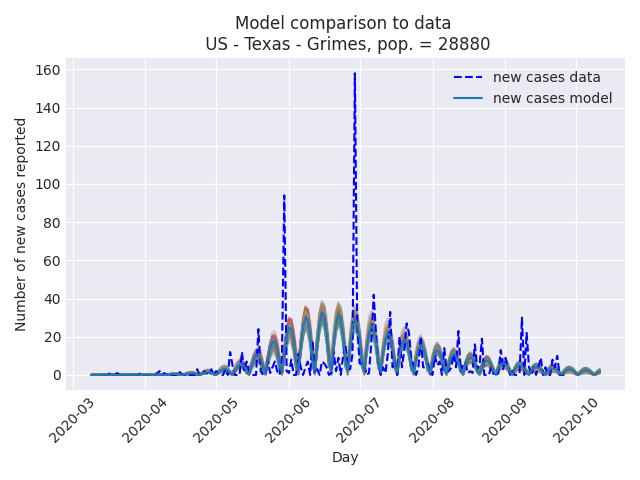 Model comparison to data
US - Texas - Grimes, pop. = 28880
new cases data
new cases model
Number of new cases reported
160
140
120
100
80
60
40
20
0
2020-03
2020-04
2020-05
2020-06
2020-07
2020-08
2020-09
2020-10
Day